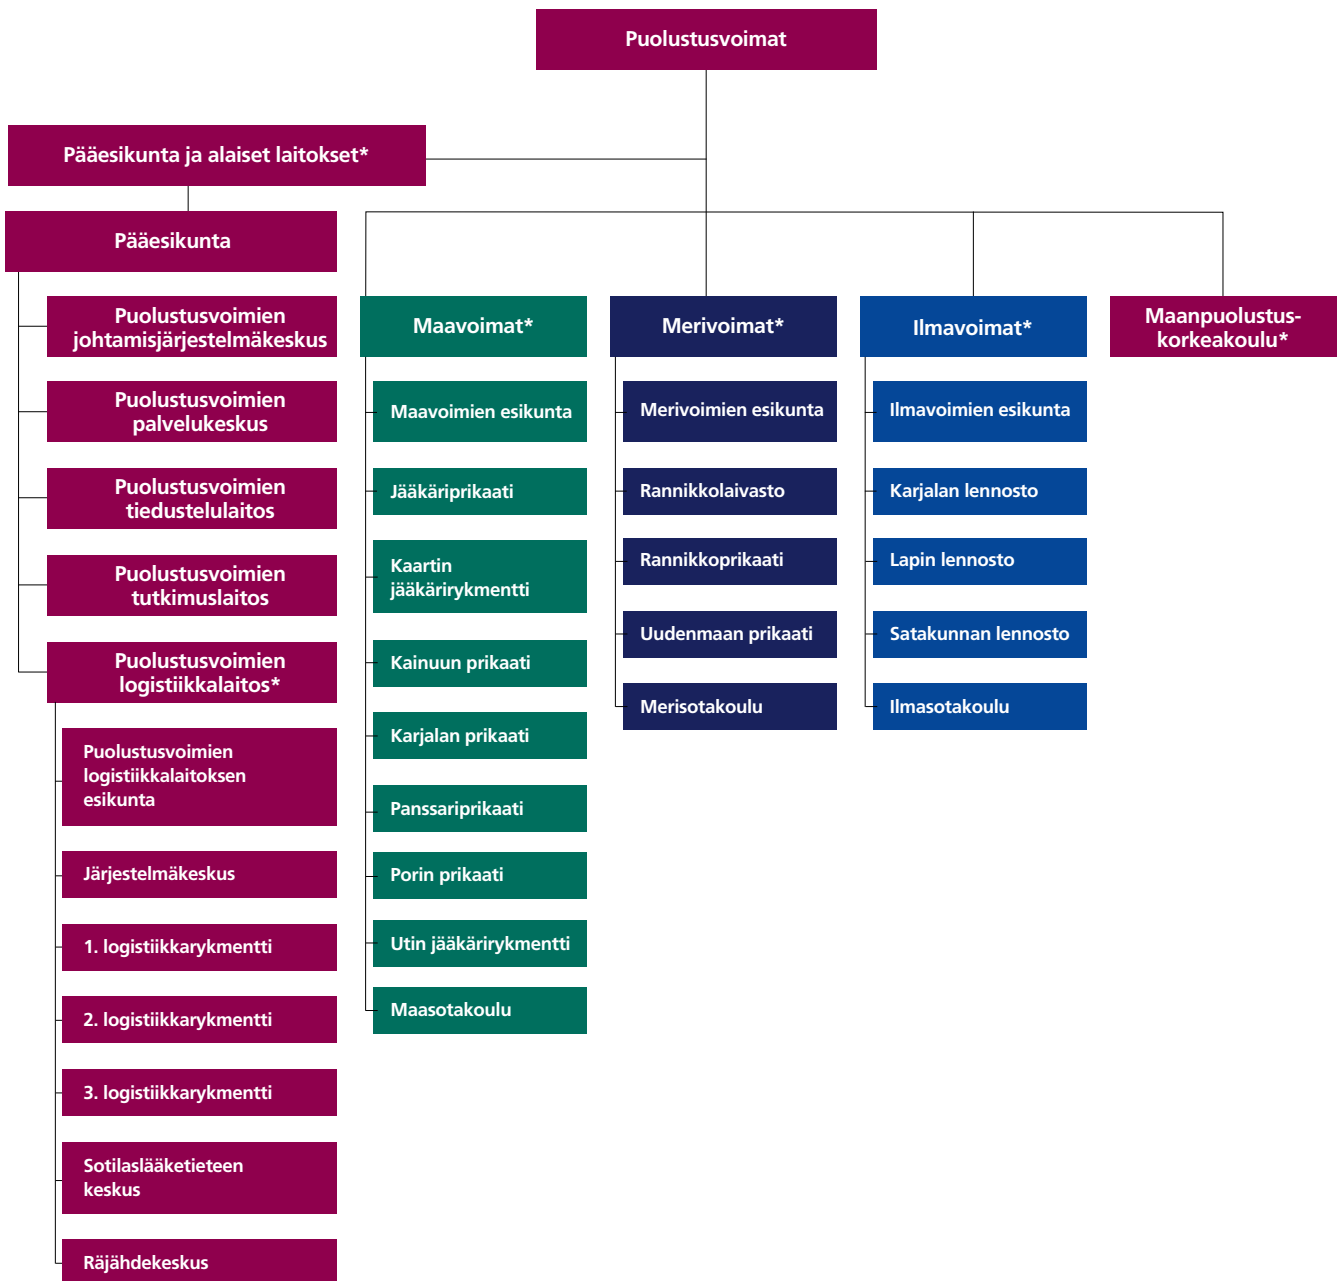 Puolustusvoimat
Pääesikunta ja alaiset laitokset*
Pääesikunta
Puolustusvoimien
johtamisjärjestelmäkeskus
Puolustusvoimien
palvelukeskus
Puolustusvoimien
tiedustelulaitos
Puolustusvoimien
tutkimuslaitos
Puolustusvoimien
logistiikkalaitos*
Puolustusvoimien
logistiikkalaitoksen
esikunta
Järjestelmäkeskus
1. logistiikkarykmentti
2. logistiikkarykmentti
3. logistiikkarykmentti
Sotilaslääketieteen
keskus
Räjähdekeskus
Maavoimat*
Maavoimien esikunta
Jääkäriprikaati
Kaartin
jääkärirykmentti
Kainuun prikaati
Karjalan prikaati
Panssariprikaati
Porin prikaati
Utin jääkärirykmentti
Maasotakoulu
Merivoimat*
Merivoimien esikunta
Rannikkolaivasto
Rannikkoprikaati
Uudenmaan prikaati
Merisotakoulu
Ilmavoimat*
Ilmavoimien esikunta
Karjalan lennosto
Lapin lennosto
Satakunnan lennosto
Ilmasotakoulu
Maanpuolustus-
korkeakoulu*